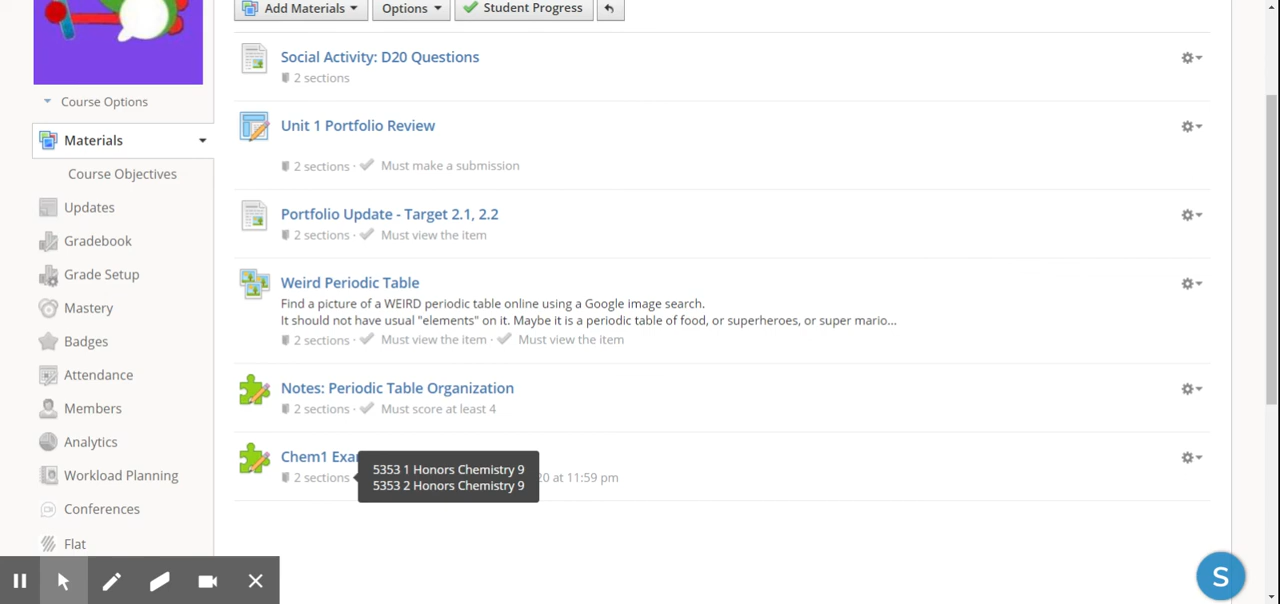 Add Materials
Options
Student Progress
Social Activity: D20 Questions
2 sections
Course Options
Unit 1 Portfolio Review
Materials
2 sections · Must make a submission
Course Objectives
Updates
Portfolio Update - Target 2.1, 2.2
2 sections · Must view the item
Gradebook
Grade Setup
Weird Periodic Table
Find a picture of a WEIRD periodic table online using a Google image search.
It should not have usual "elements" on it. Maybe it is a periodic table of food, or superheroes, or super mario...
2 sections · Must view the item · Must view the item
Mastery
Badges
Attendance
Notes: Periodic Table Organization
2 sections · Must score at least 4
Members
Analytics
Chem1
5353 1 Honors Chemistry 9
5353 2 Honors Chemistry 9
2 sections
20 at 11:59 pm
Workload Planning
Conferences
Flat
S